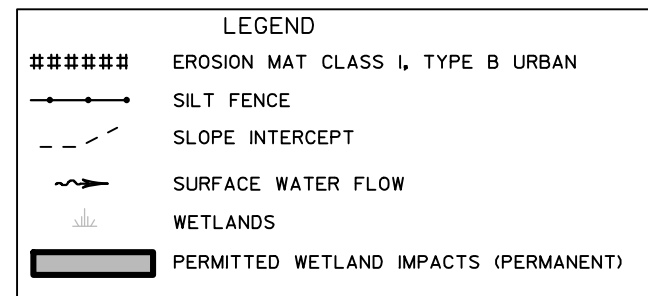 LEGEND
###### EROSION MAT CLASS I, TYPE B URBAN
SILT FENCE
SLOPE INTERCEPT
SURFACE WATER FLOW
WETLANDS
PERMITTED WETLAND IMPACTS (PERMANENT)